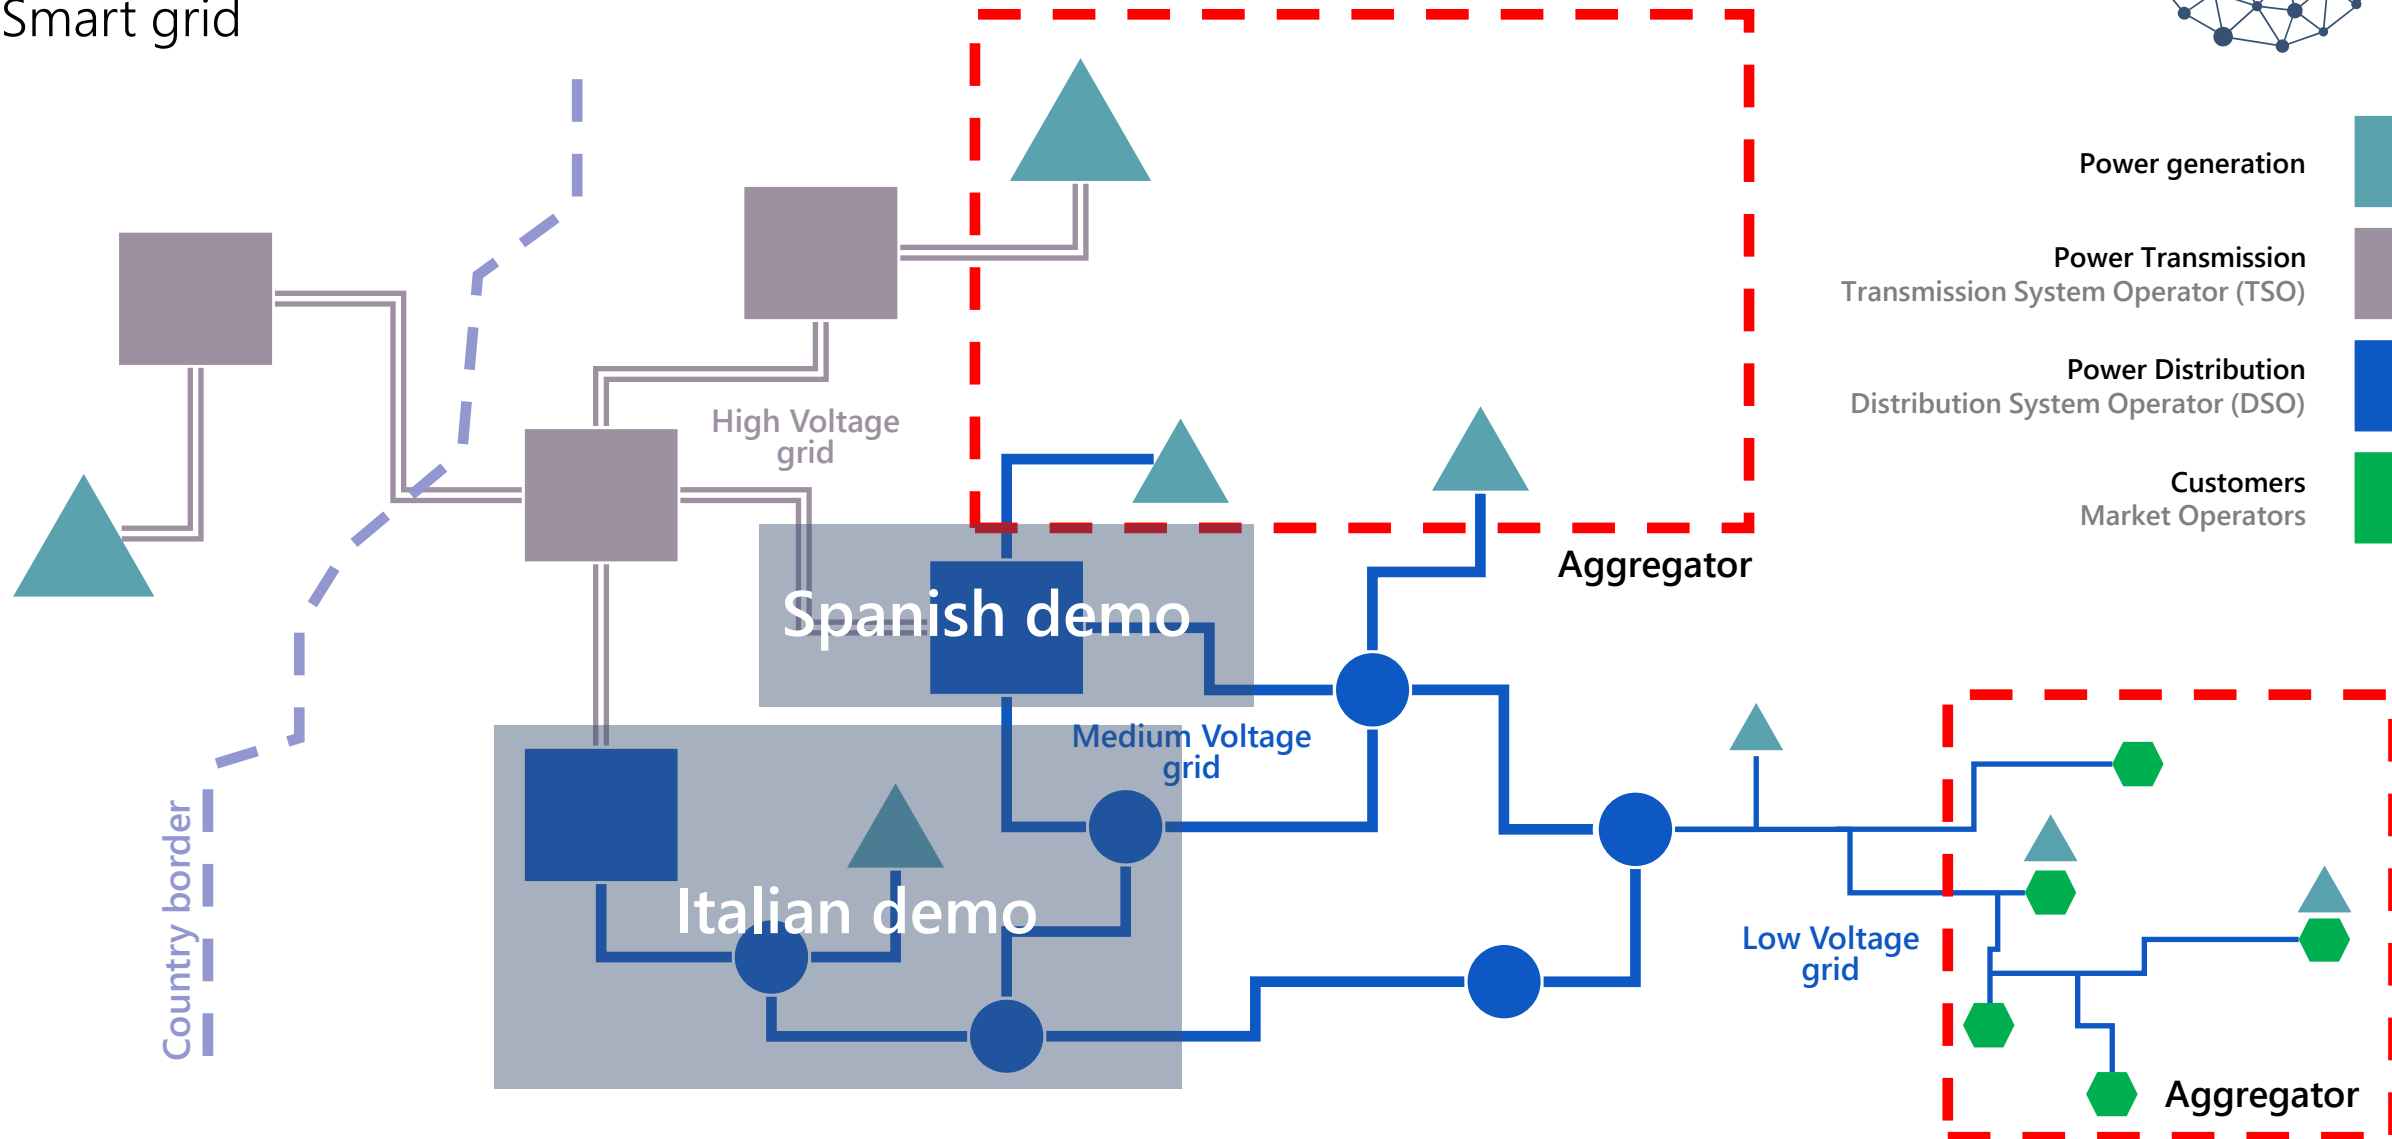 Smart grid
Power generation
Power Transmission
Transmission System Operator (TSO)
Power Distribution
Distribution System Operator (DSO)
Customers
Market Operators
High Voltage
grid
Aggregator
Spanish demo
Medium Voltage
grid
Italian demo
Country border
Low Voltage
grid
Aggregator